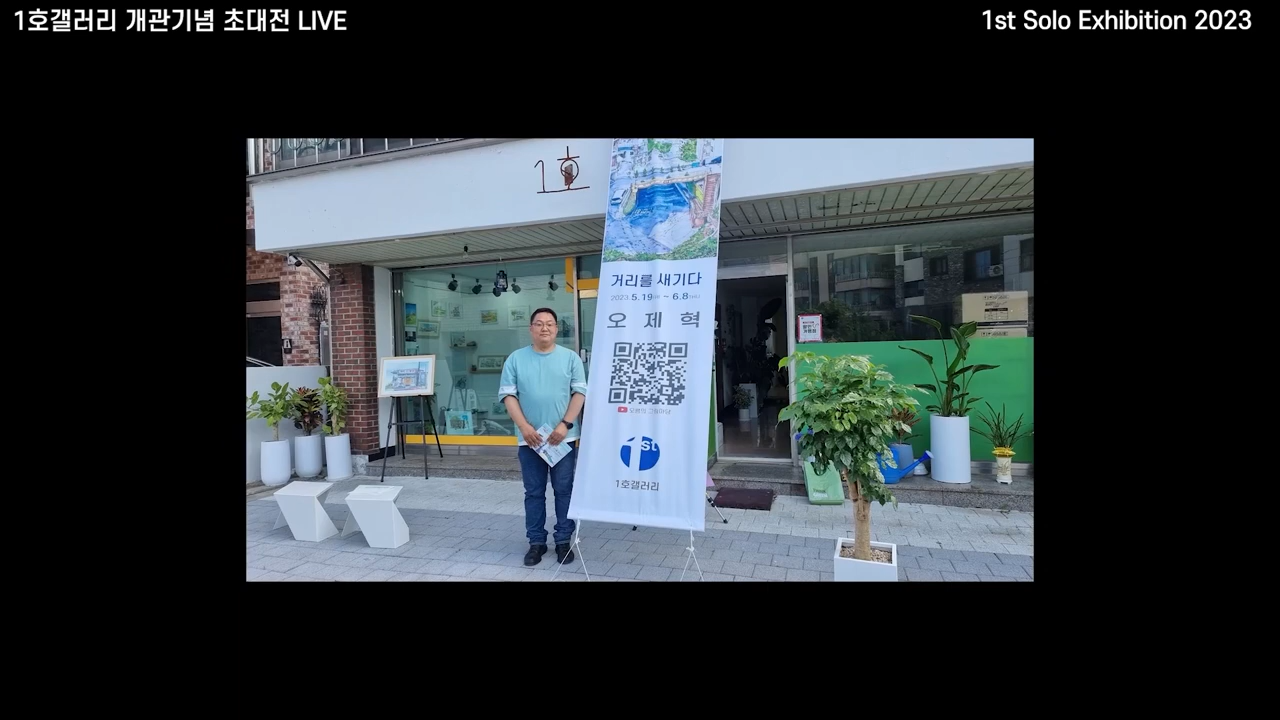 1호갤러리 개관기념 초대전 LIVE
1st Solo Exhibition 2023
1호
거리를 새기다
2023. 5.19 ~ 6.8
오 제 혁
1st
1호갤러리